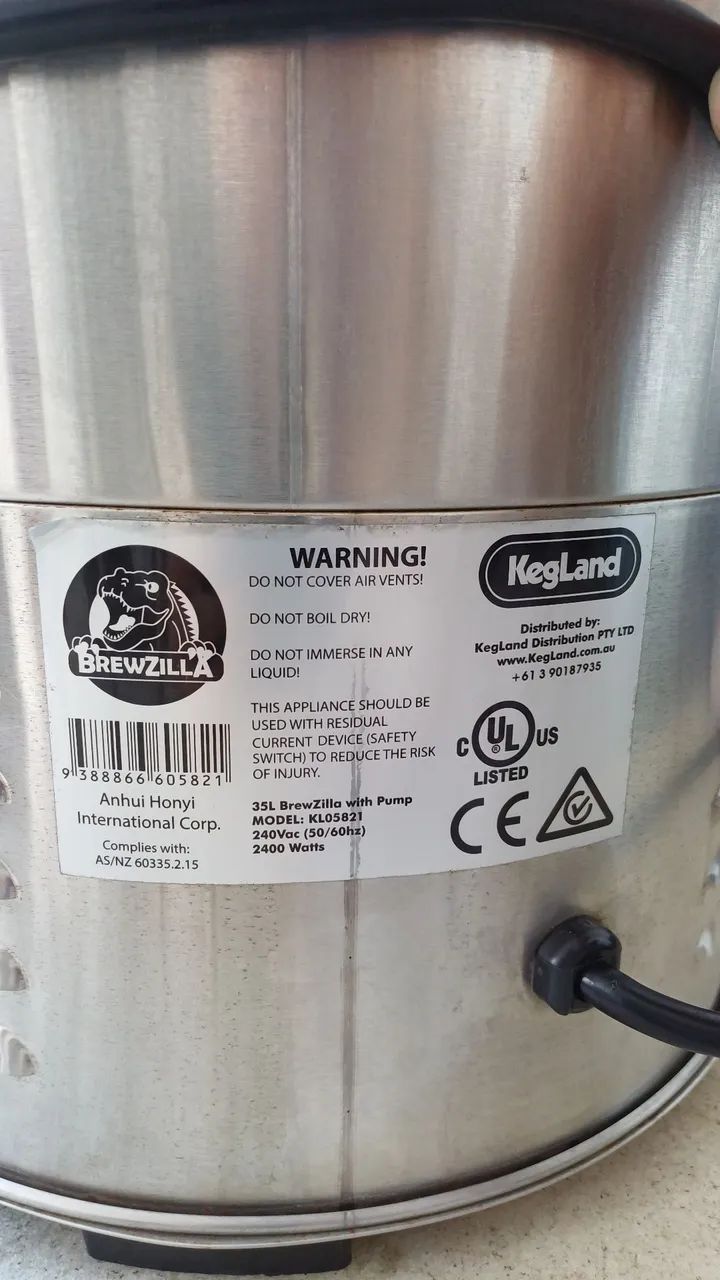 BREWZILLA
9 388866 605821
Anhui Honyi
International Corp.
Complies with:
AS/NZ 60335.2.15
WARNING!
DO NOT COVER AIR VENTS!
DO NOT BOIL DRY!
DO NOT IMMERSE IN ANY
LIQUID!
THIS APPLIANCE SHOULD BE
USED WITH RESIDUAL
CURRENT DEVICE (SAFETY
SWITCH) TO REDUCE THE RISK
OF INJURY.
35L BrewZilla with Pump
MODEL: KL05821
240Vac (50/60hz)
2400 Watts
KegLand
Distributed by:
KegLand Distribution PTY LTD
www.KegLand.com.au
+61 3 90187935
C UL ® US
LISTED
CE